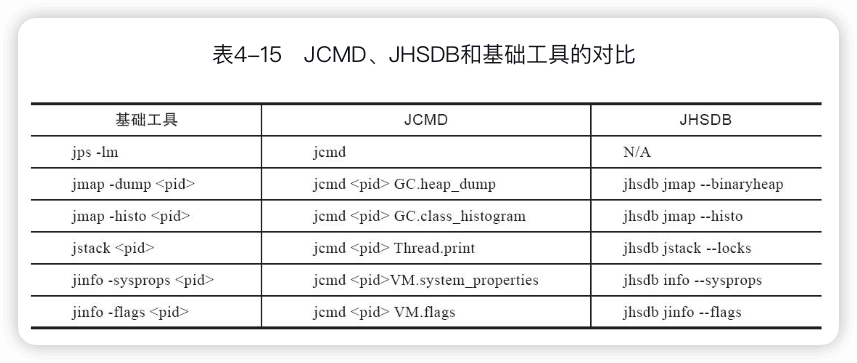 表4–15 JCMD、JHSDB和基础工具的对比
基础工具 JCMD JHSDB
jps -lm jcmd N/A
jmap -dump <pid> jcmd <pid> GC.heap_dump jhsdb jmap --binaryheap
jmap -histo <pid> jcmd <pid> GC.class_histogram jhsdb jmap --histo
jstack <pid> jcmd <pid> Thread.print jhsdb jstack --locks
jinfo -sysprops <pid> jcmd <pid>VM.system_properties jhsdb info --sysprops
jinfo -flags <pid> jcmd <pid> VM.flags jhsdb jinfo --flags